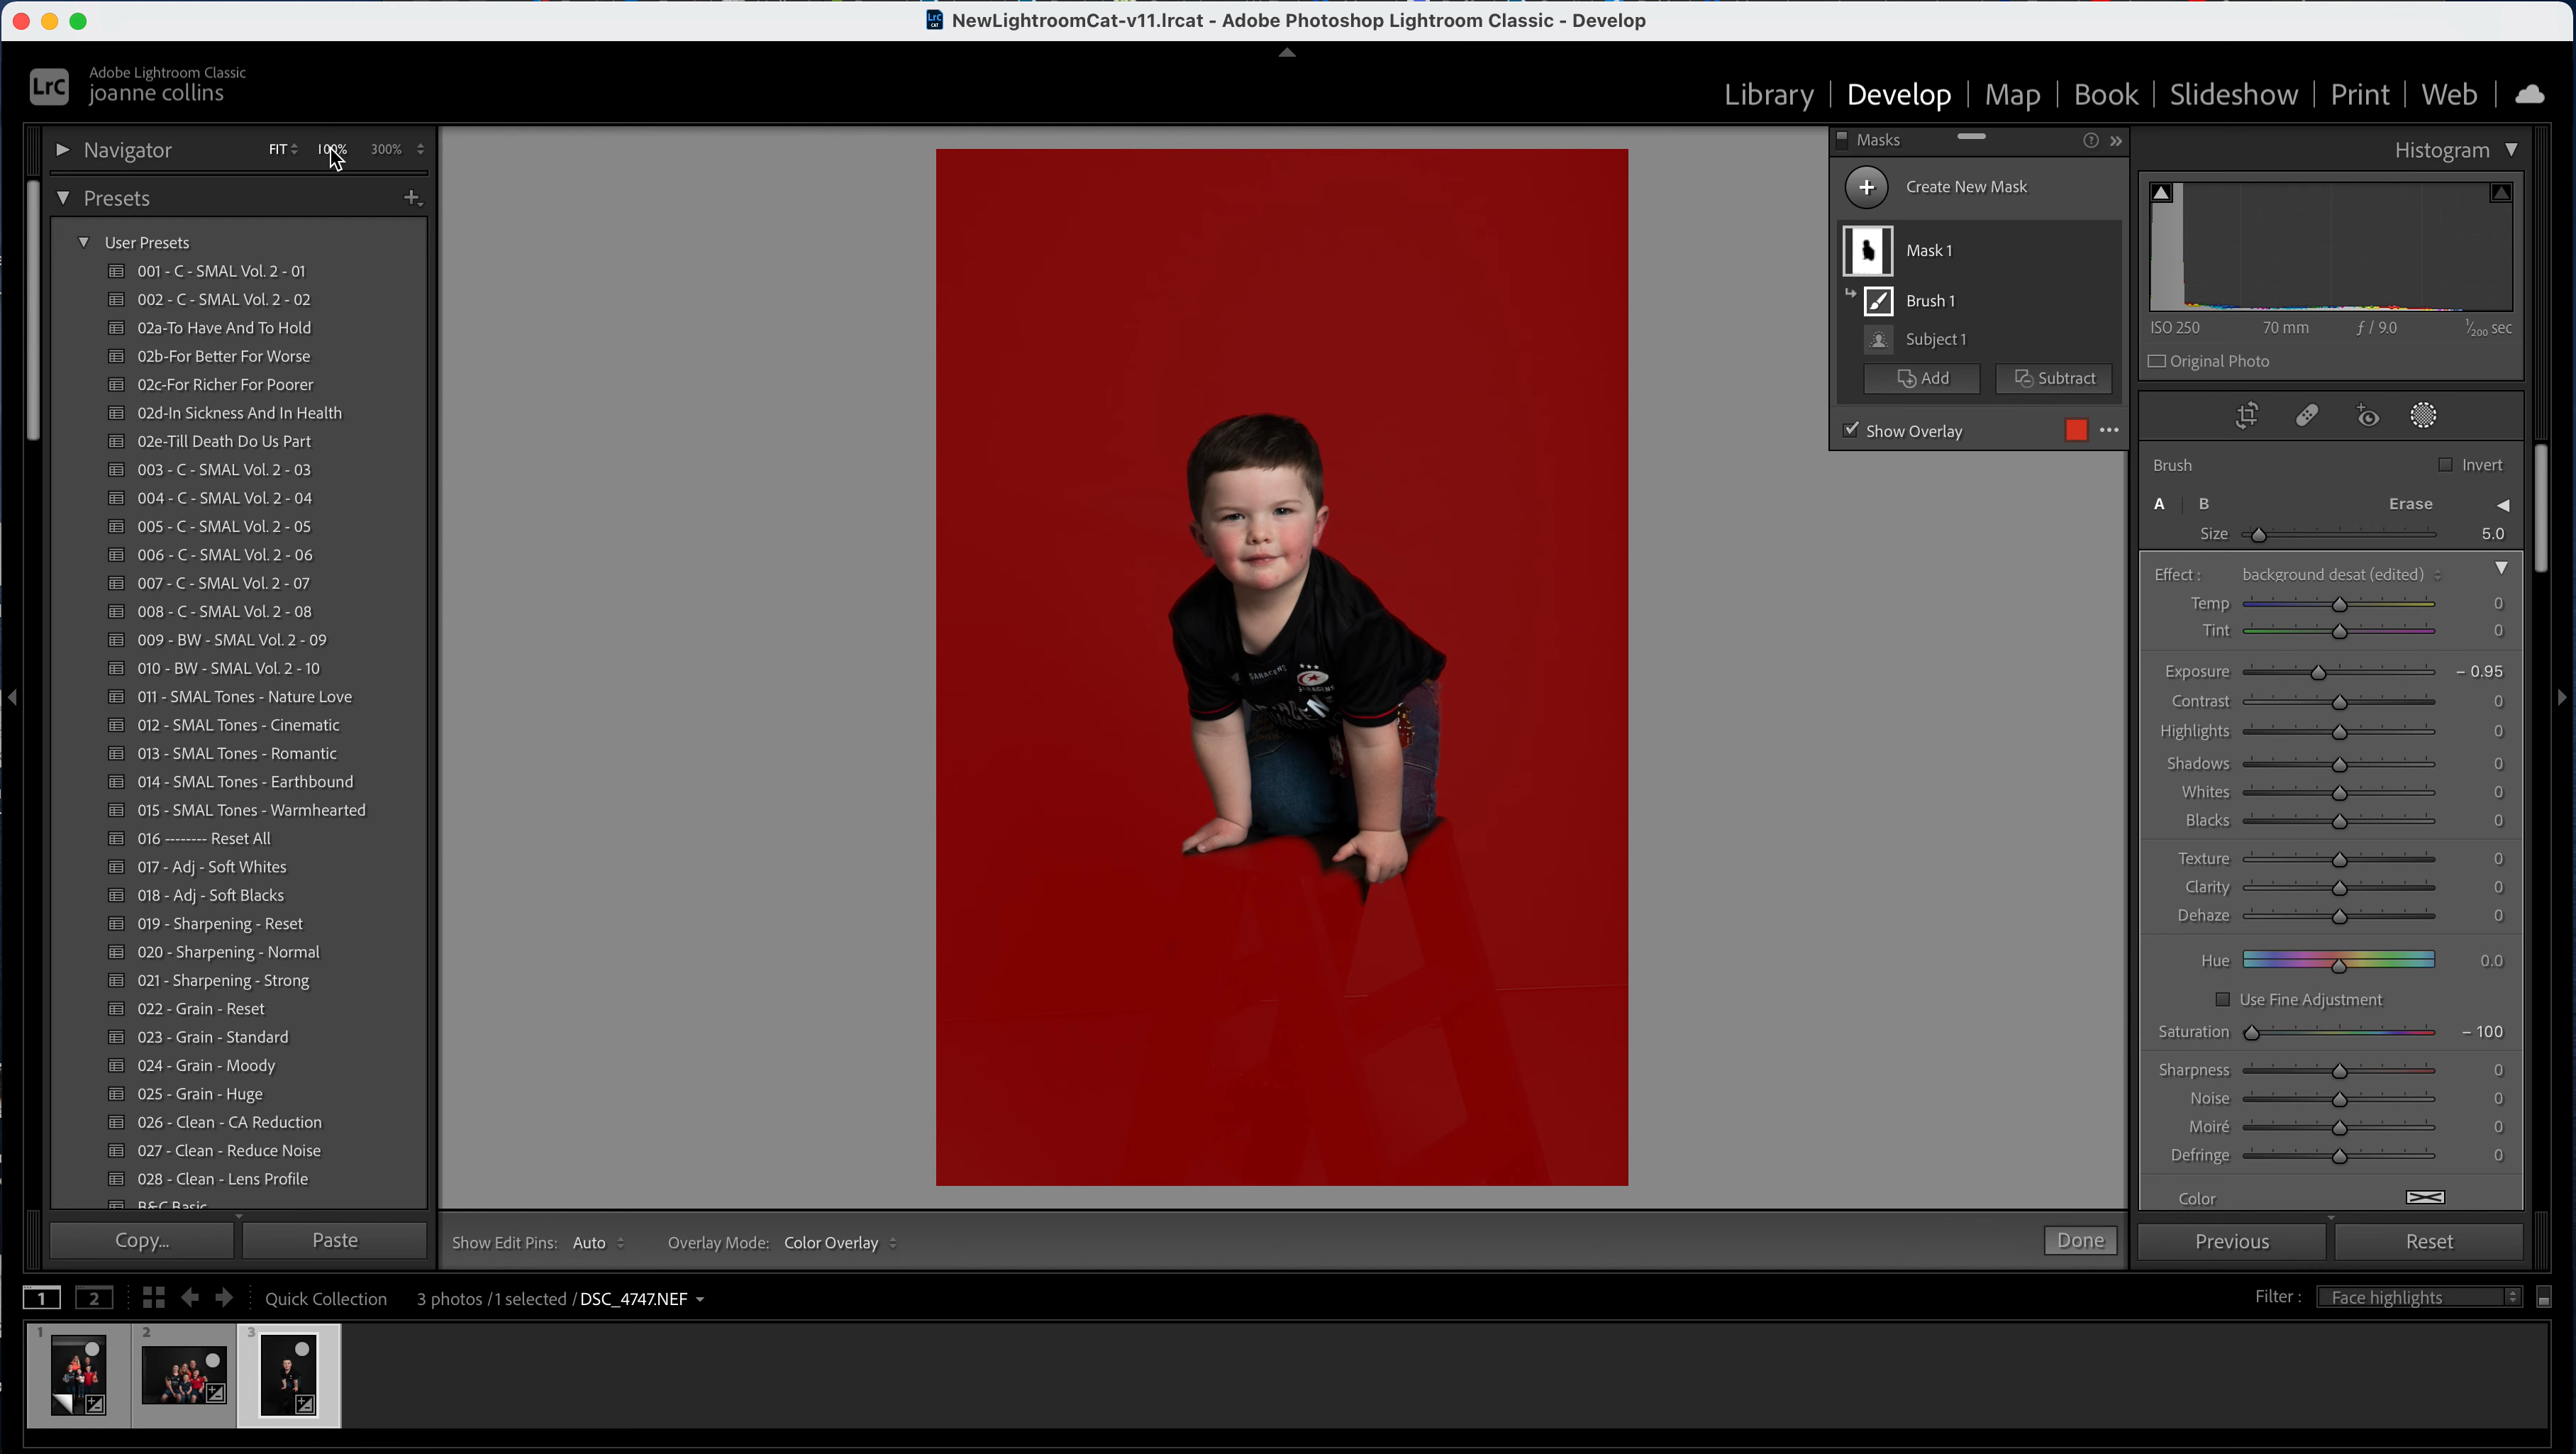 NewLightroomCat-v11.lrcat - Adobe Photoshop Lightroom Classic - Develop
LrC
Adobe Lightroom Classic
joanne collins
Library | Develop | Map | Book | Slideshow | Print | Web
Navigator FIT 100% 300%
Presets
User Presets
001 - C - SMAL Vol. 2 - 01
002 - C - SMAL Vol. 2 - 02
02a-To Have And To Hold
02b-For Better For Worse
02c-For Richer For Poorer
02d-In Sickness And In Health
02e-Till Death Do Us Part
003 - C - SMAL Vol. 2 - 03
004 - C - SMAL Vol. 2 - 04
005 - C - SMAL Vol. 2 - 05
006 - C - SMAL Vol. 2 - 06
007 - C - SMAL Vol. 2 - 07
008 - C - SMAL Vol. 2 - 08
009 - BW - SMAL Vol. 2 - 09
010 - BW - SMAL Vol. 2 - 10
011 - SMAL Tones - Nature Love
012 - SMAL Tones - Cinematic
013 - SMAL Tones - Romantic
014 - SMAL Tones - Earthbound
015 - SMAL Tones - Warmhearted
016 -------- Reset All
017 - Adj - Soft Whites
018 - Adj - Soft Blacks
019 - Sharpening - Reset
020 - Sharpening - Normal
021 - Sharpening - Strong
022 - Grain - Reset
023 - Grain - Standard
024 - Grain - Moody
025 - Grain - Huge
026 - Clean - CA Reduction
027 - Clean - Reduce Noise
028 - Clean - Lens Profile
B&C Basic
Copy... Paste
SARACENS
Masks
Create New Mask
Mask 1
Brush 1
Subject 1
Add Subtract
Show Overlay
Histogram
ISO 250 70 mm ƒ / 9.0 1/200 sec
Original Photo
Brush Invert
A | B Erase
Size 5.0
Effect : background desat (edited)
Temp 0
Tint 0
Exposure – 0.95
Contrast 0
Highlights 0
Shadows 0
Whites 0
Blacks 0
Texture 0
Clarity 0
Dehaze 0
Hue 0.0
Use Fine Adjustment
Saturation – 100
Sharpness 0
Noise 0
Moiré 0
Defringe 0
Color
Show Edit Pins: Auto Overlay Mode: Color Overlay Done
Previous Reset
1 2 Quick Collection 3 photos / 1 selected / DSC_4747.NEF Filter : Face highlights
1 2 3